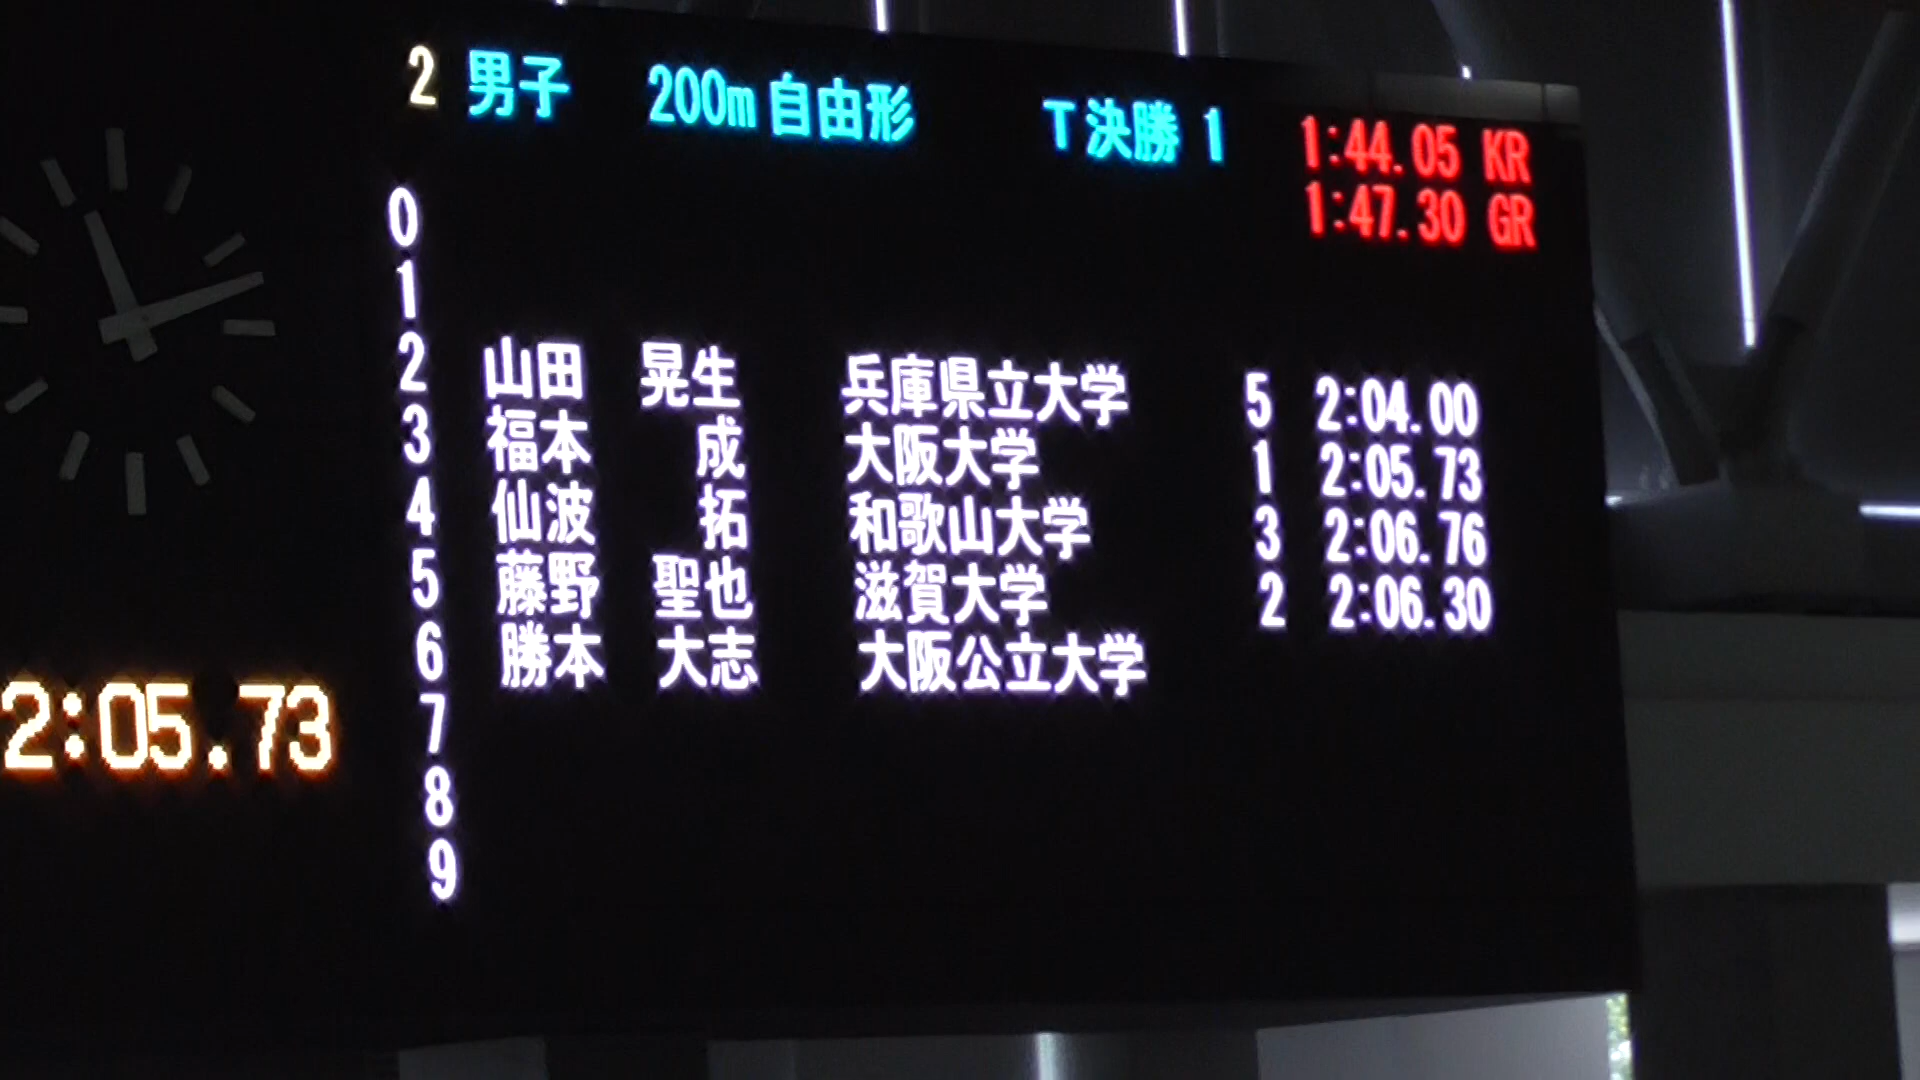 2 男子 200m 自由形 T決勝 1 1:44.05 KR
1:47.30 GR
0
1
2 山田 晃生 兵庫県立大学 5 2:04.00
3 福本 成 大阪大学 1 2:05.73
4 仙波 拓 和歌山大学 3 2:06.76
5 藤野 聖也 滋賀大学 2 2:06.30
6 勝本 大志 大阪公立大学
7
8
9
2:05.73